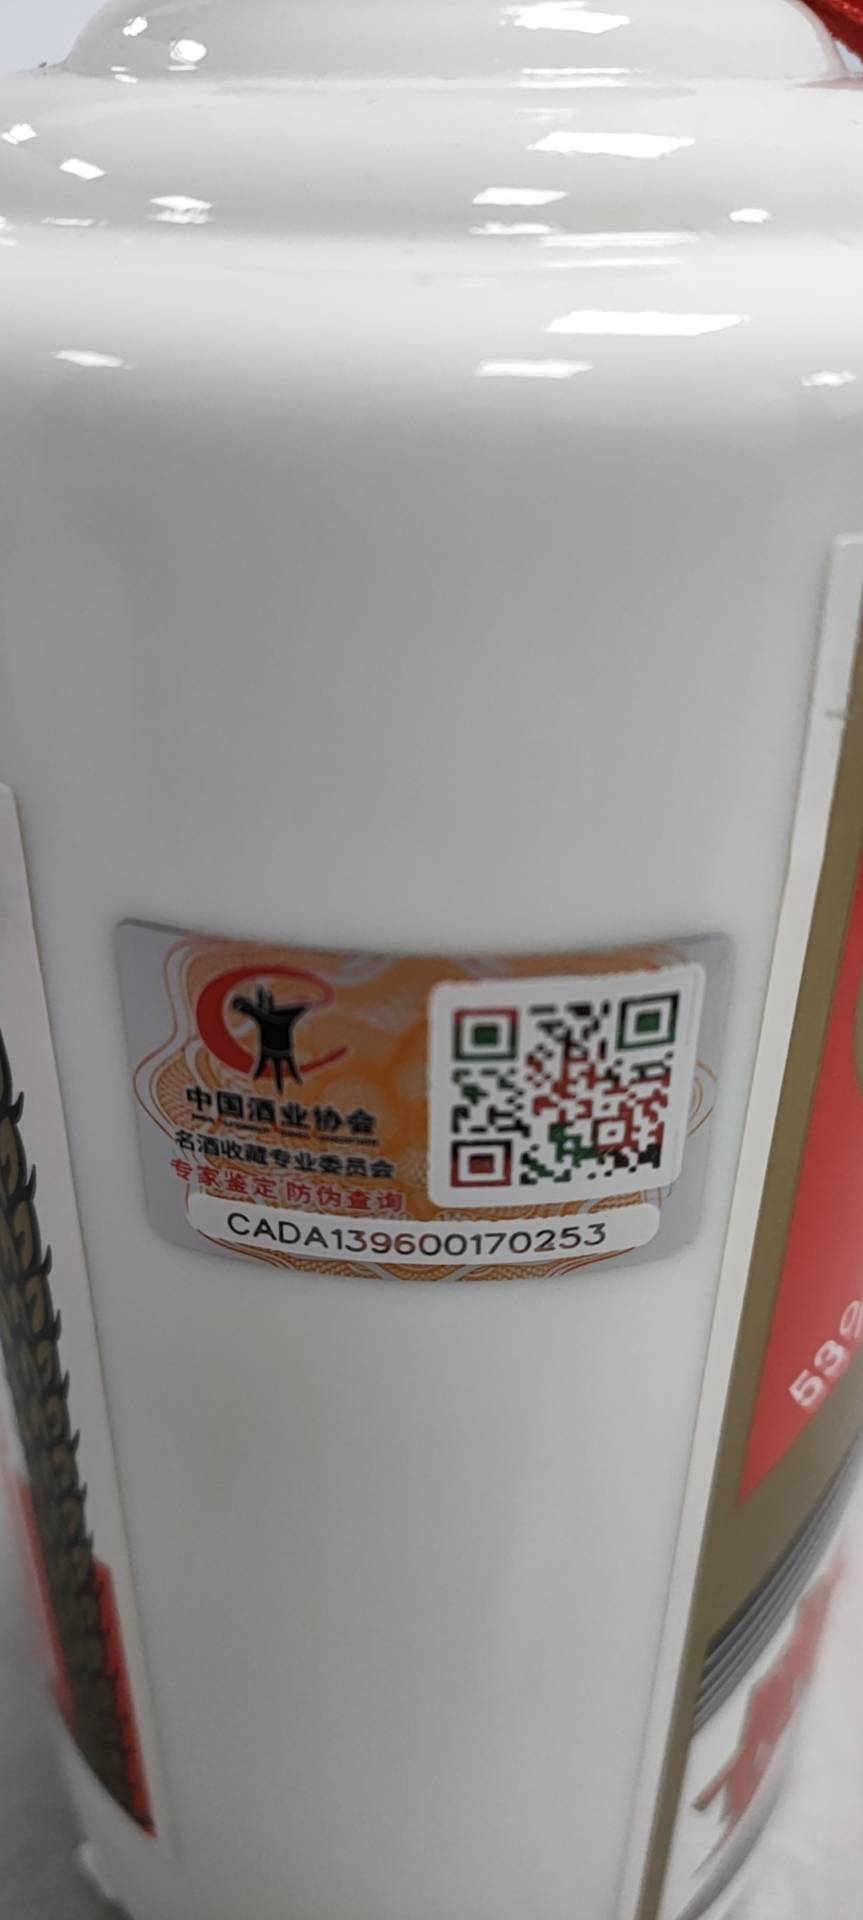 中国酒业协会
名酒收藏专业委员会
专家鉴定 防伪查询
CADA139600170253
53%